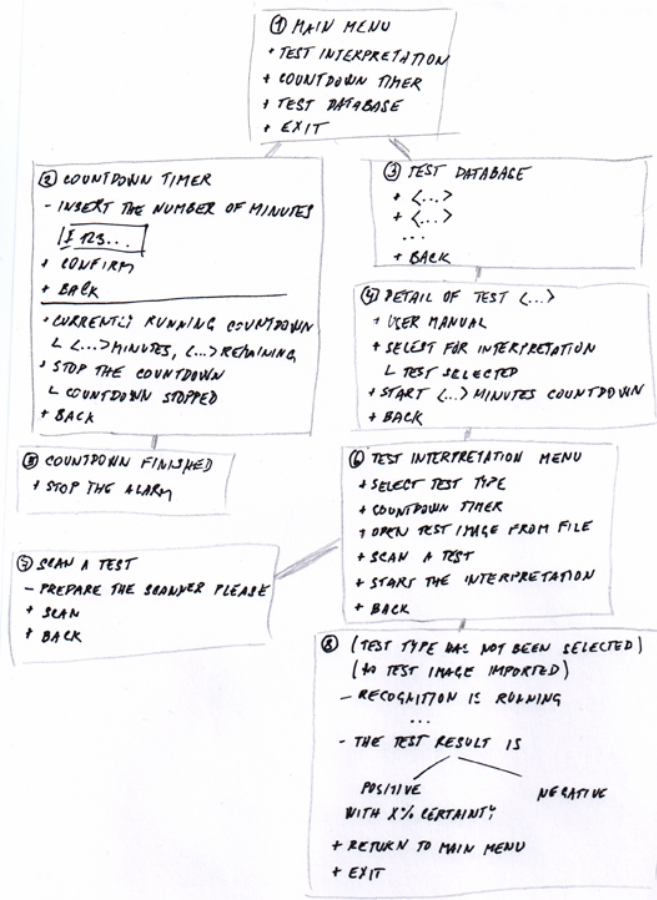 ① MAIN MENU
+ TEST INTERPRETATION
+ COUNTDOWN TIMER
+ TEST DATABASE
+ EXIT
② COUNTDOWN TIMER
- INSERT THE NUMBER OF MINUTES
I 123...
+ CONFIRM
+ BACK
+ CURRENTLY RUNNING COUNTDOWN
L <...> MINUTES, <...> REMAINING
+ STOP THE COUNTDOWN
L COUNTDOWN STOPPED
+ BACK
③ TEST DATABASE
+ <...>
+ <...>
...
+ BACK
④ DETAIL OF TEST <...>
+ USER MANUAL
+ SELECT FOR INTERPRETATION
L TEST SELECTED
+ START <...> MINUTES COUNTDOWN
+ BACK
COUNTDOWN FINISHED
+ STOP THE ALARM
⑥ TEST INTERPRETATION MENU
+ SELECT TEST TYPE
+ COUNTDOWN TIMER
+ OPEN TEST IMAGE FROM FILE
+ SCAN A TEST
+ START THE INTERPRETATION
+ BACK
SCAN A TEST
- PREPARE THE SCANNER PLEASE
+ SCAN
+ BACK
⑧ (TEST TYPE HAS NOT BEEN SELECTED)
(NO TEST IMAGE IMPORTED)
- RECOGNITION IS RUNNING
...
- THE TEST RESULT IS
POSITIVE NEGATIVE
WITH X% CERTAINTY
+ RETURN TO MAIN MENU
+ EXIT